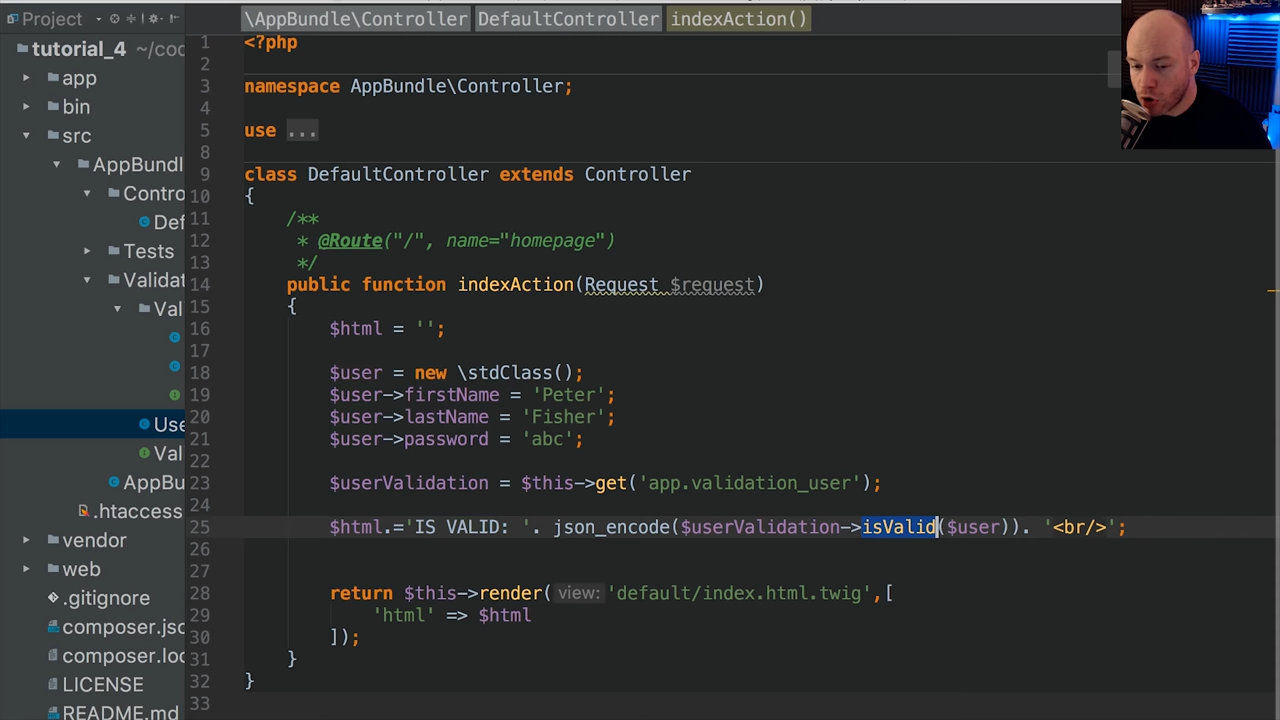 Project
\AppBundle\Controller DefaultController indexAction()
tutorial_4 ~/coc
app
bin
src
AppBundl
Contro
Def
Tests
Validat
Val
Use
Val
AppBu
.htaccess
vendor
web
.gitignore
composer.jsc
composer.loc
LICENSE
README.md
1 <?php
2
3 namespace AppBundle\Controller;
4
5 use ...
8
9 class DefaultController extends Controller
10 {
11 /**
12 * @Route("/", name="homepage")
13 */
14 public function indexAction(Request $request)
15 {
16 $html = '';
17
18 $user = new \stdClass();
19 $user->firstName = 'Peter';
20 $user->lastName = 'Fisher';
21 $user->password = 'abc';
22
23 $userValidation = $this->get('app.validation_user');
24
25 $html.='IS VALID: '. json_encode($userValidation->isValid($user)). '<br/>';
26
27
28 return $this->render( view: 'default/index.html.twig',[
29 'html' => $html
30 ]);
31 }
32 }
33